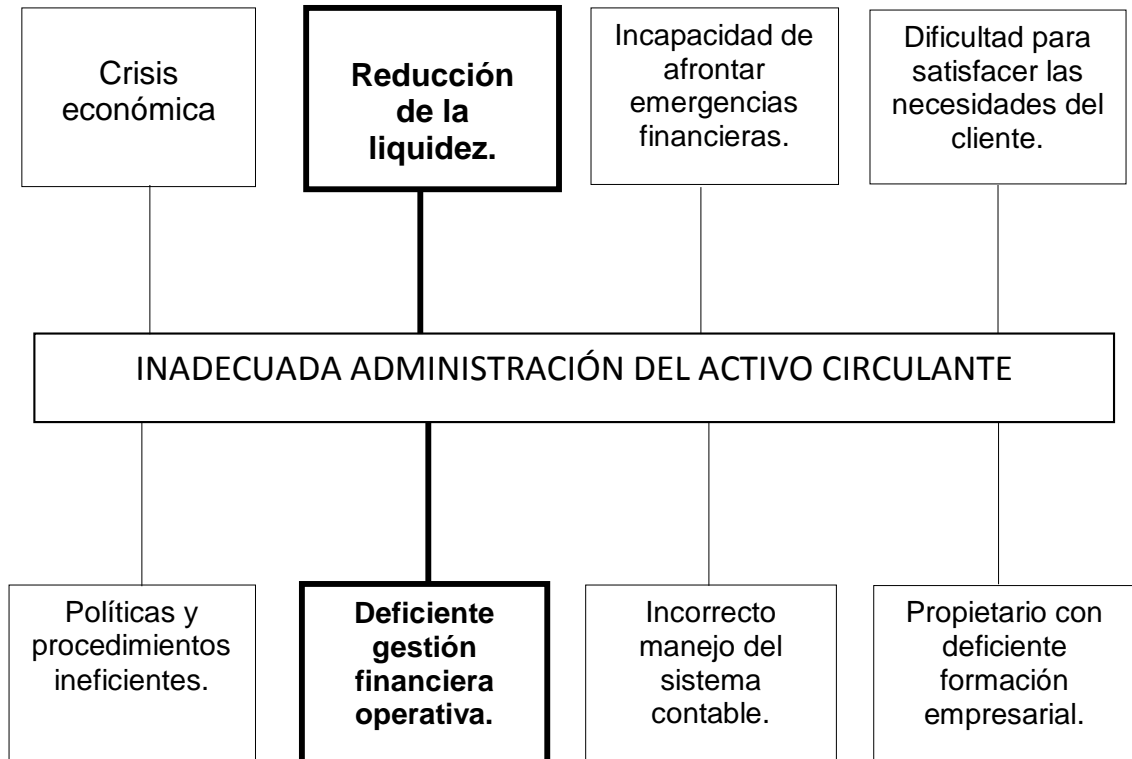 Crisis
económica
Reducción
de la
liquidez.
Incapacidad de
afrontar
emergencias
financieras.
Dificultad para
satisfacer las
necesidades del
cliente.
INADECUADA ADMINISTRACIÓN DEL ACTIVO CIRCULANTE
Políticas y
procedimientos
ineficientes.
Deficiente
gestión
financiera
operativa.
Incorrecto
manejo del
sistema
contable.
Propietario con
deficiente
formación
empresarial.